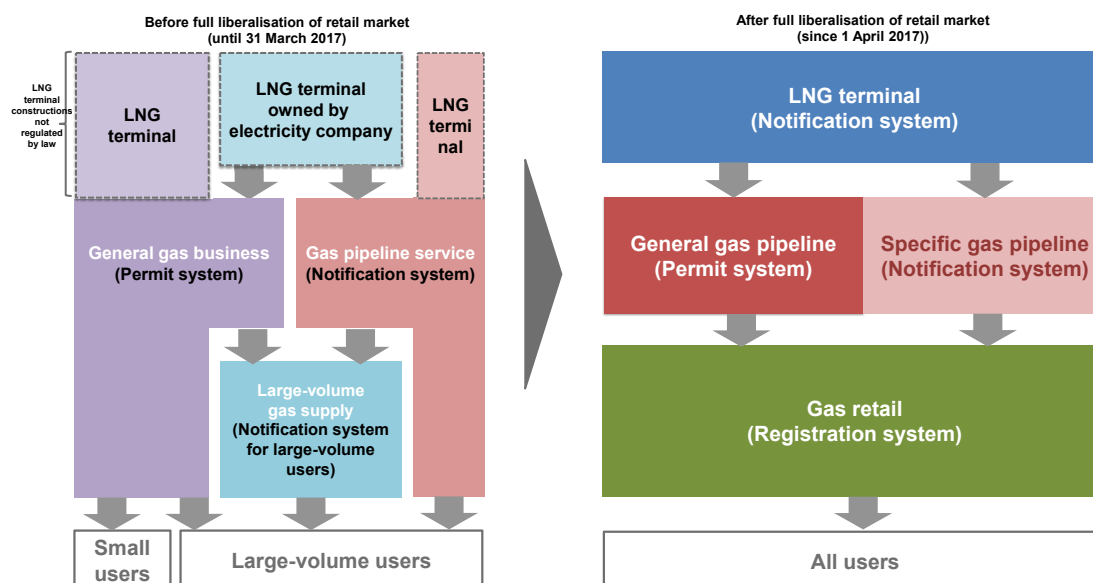 Before full liberalisation of retail market
(until 31 March 2017)
After full liberalisation of retail market
(since 1 April 2017))
LNG
terminal
constructions
not
regulated
by law
LNG
terminal
LNG terminal
owned by
electricity company
LNG
termi
nal
LNG terminal
(Notification system)
General gas business
(Permit system)
Gas pipeline service
(Notification system)
General gas pipeline
(Permit system)
Specific gas pipeline
(Notification system)
Large-volume
gas supply
(Notification system
for large-volume
users)
Gas retail
(Registration system)
Small
users
Large-volume users
All users